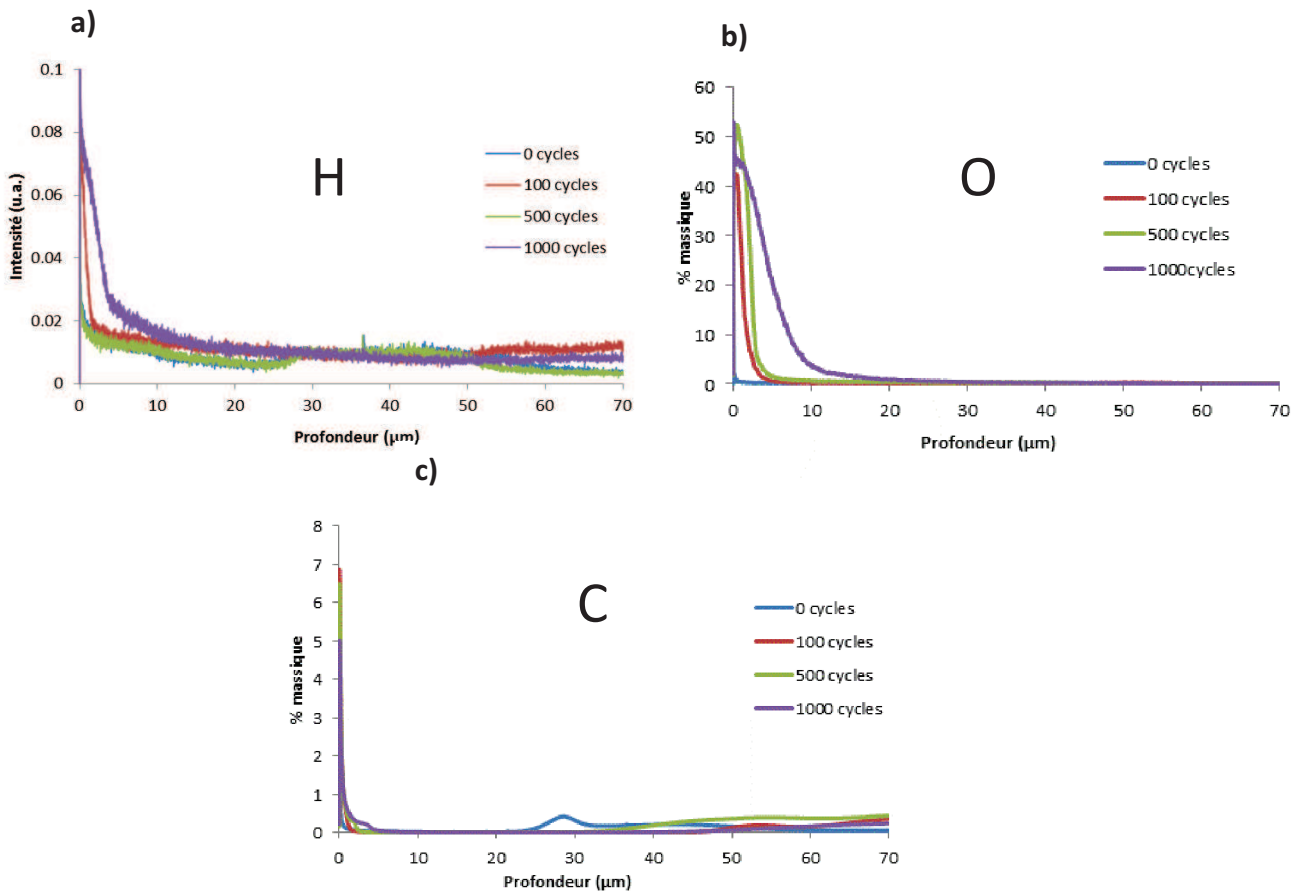 a)
0.1
0.08
0.06
0.04
0.02
0
Intensité (u.a.)
H
0 cycles
100 cycles
500 cycles
1000 cycles
0 10 20 30 40 50 60 70
Profondeur (µm)
b)
60
50
40
30
20
10
0
% massique
O
0 cycles
100 cycles
500 cycles
1000cycles
0 10 20 30 40 50 60 70
Profondeur (µm)
c)
8
7
6
5
4
3
2
1
0
% massique
C
0 cycles
100 cycles
500 cycles
1000 cycles
0 10 20 30 40 50 60 70
Profondeur (µm)